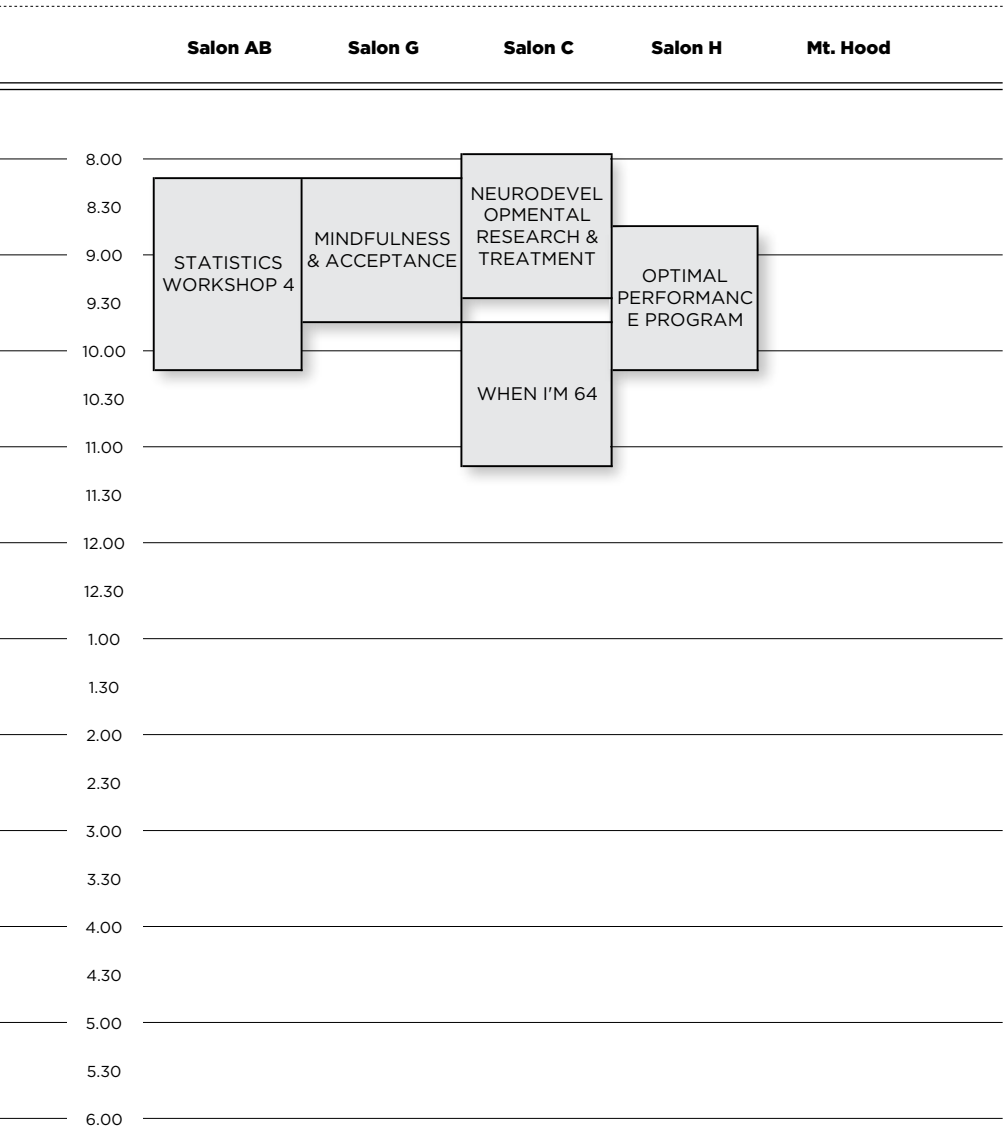 Salon AB Salon G Salon C Salon H Mt. Hood
8.00
8.30
9.00
9.30
10.00
10.30
11.00
11.30
12.00
12.30
1.00
1.30
2.00
2.30
3.00
3.30
4.00
4.30
5.00
5.30
6.00
STATISTICS
WORKSHOP 4
MINDFULNESS
& ACCEPTANCE
NEURODEVEL
OPMENTAL
RESEARCH &
TREATMENT
WHEN I'M 64
OPTIMAL
PERFORMANC
E PROGRAM